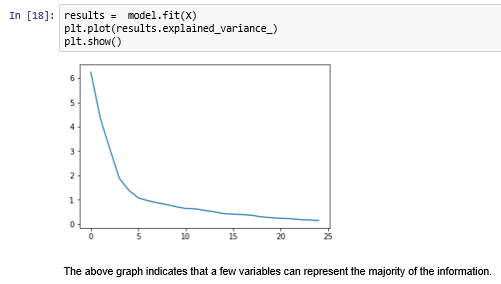 In [18]: results =  model.fit(X)
plt.plot(results.explained_variance_)
plt.show()
6
5
4
3
2
1
0
0 5 10 15 20 25
The above graph indicates that a few variables can represent the majority of the information.